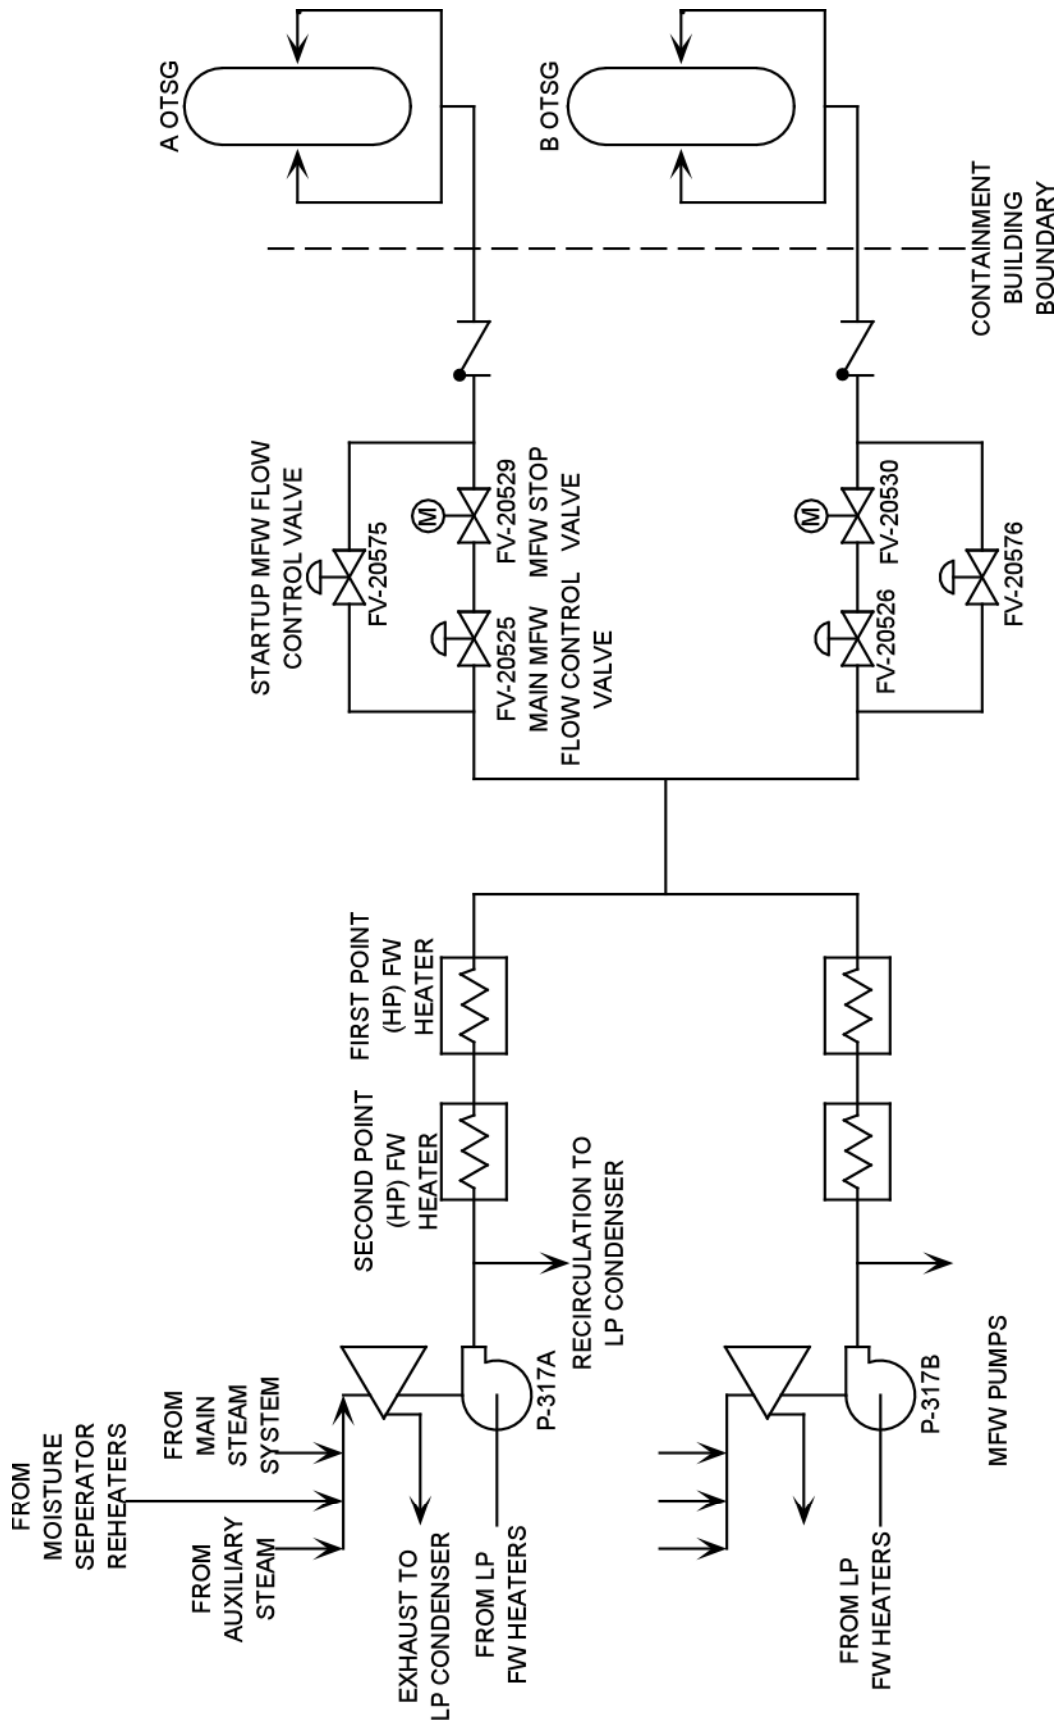 FROM
MOISTURE
SEPERATOR
REHEATERS
FROM
MAIN
STEAM
SYSTEM
FROM
AUXILIARY
STEAM
EXHAUST TO
LP CONDENSER
FROM LP
FW HEATERS
P-317A
RECIRCULATION TO
LP CONDENSER
SECOND POINT
(HP) FW
HEATER
FIRST POINT
(HP) FW
HEATER
STARTUP MFW FLOW
CONTROL VALVE
FV-20575
FV-20525
MAIN MFW
FLOW CONTROL
VALVE
M
FV-20529
MFW STOP
VALVE
A OTSG
B OTSG
CONTAINMENT
BUILDING
BOUNDARY
M
FV-20530
FV-20526
FV-20576
FROM LP
FW HEATERS
P-317B
MFW PUMPS